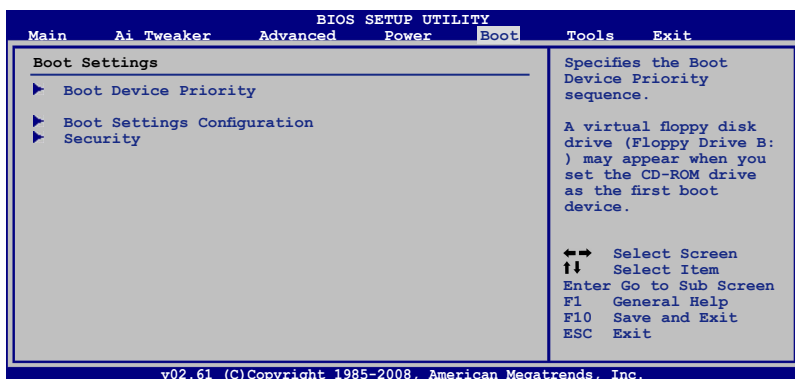 BIOS SETUP UTILITY
Main Ai Tweaker Advanced Power Boot Tools Exit
Boot Settings
Boot Device Priority
Boot Settings Configuration
Security
Specifies the Boot
Device Priority
sequence.
A virtual floppy disk
drive (Floppy Drive B:
) may appear when you
set the CD-ROM drive
as the first boot
device.
←→ Select Screen
↑↓ Select Item
Enter Go to Sub Screen
F1 General Help
F10 Save and Exit
ESC Exit
v02.61 (C)Copyright 1985-2008, American Megatrends, Inc.